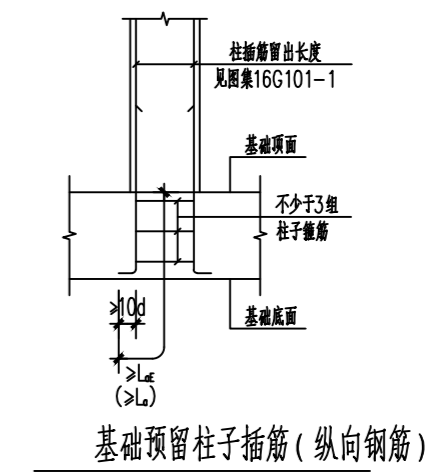 柱插筋留出长度
见图集16G101-1
基础顶面
不少于3组
柱子箍筋
≥10d
基础底面
≥LaE
(≥La)
基础预留柱子插筋(纵向钢筋)